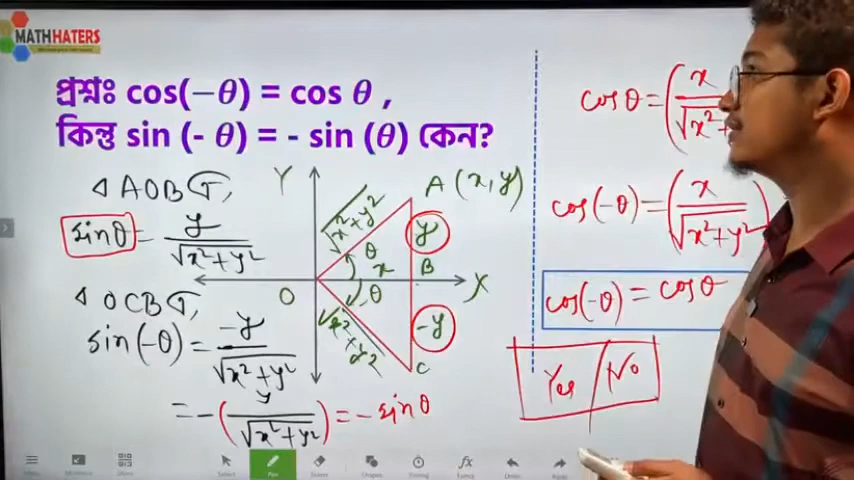 MATHHATERS
প্রশ্নঃ cos(−θ) = cos θ ,
কিন্তু sin (- θ) = - sin (θ) কেন?
◁ AOB এ,
sinθ = y / √x²+y²
◁ OCB এ,
sin(-θ) = -y / √x²+y²
= -( y / √x²+y² ) = - sinθ
Y
A (x, y)
√x²+y²
y
θ
x
B
O
X
θ
√x²+y²
-y
C
cosθ = ( x / √x²+
cos(-θ) = ( x / √x²+y² )
cos(-θ) = cosθ
Yes / No